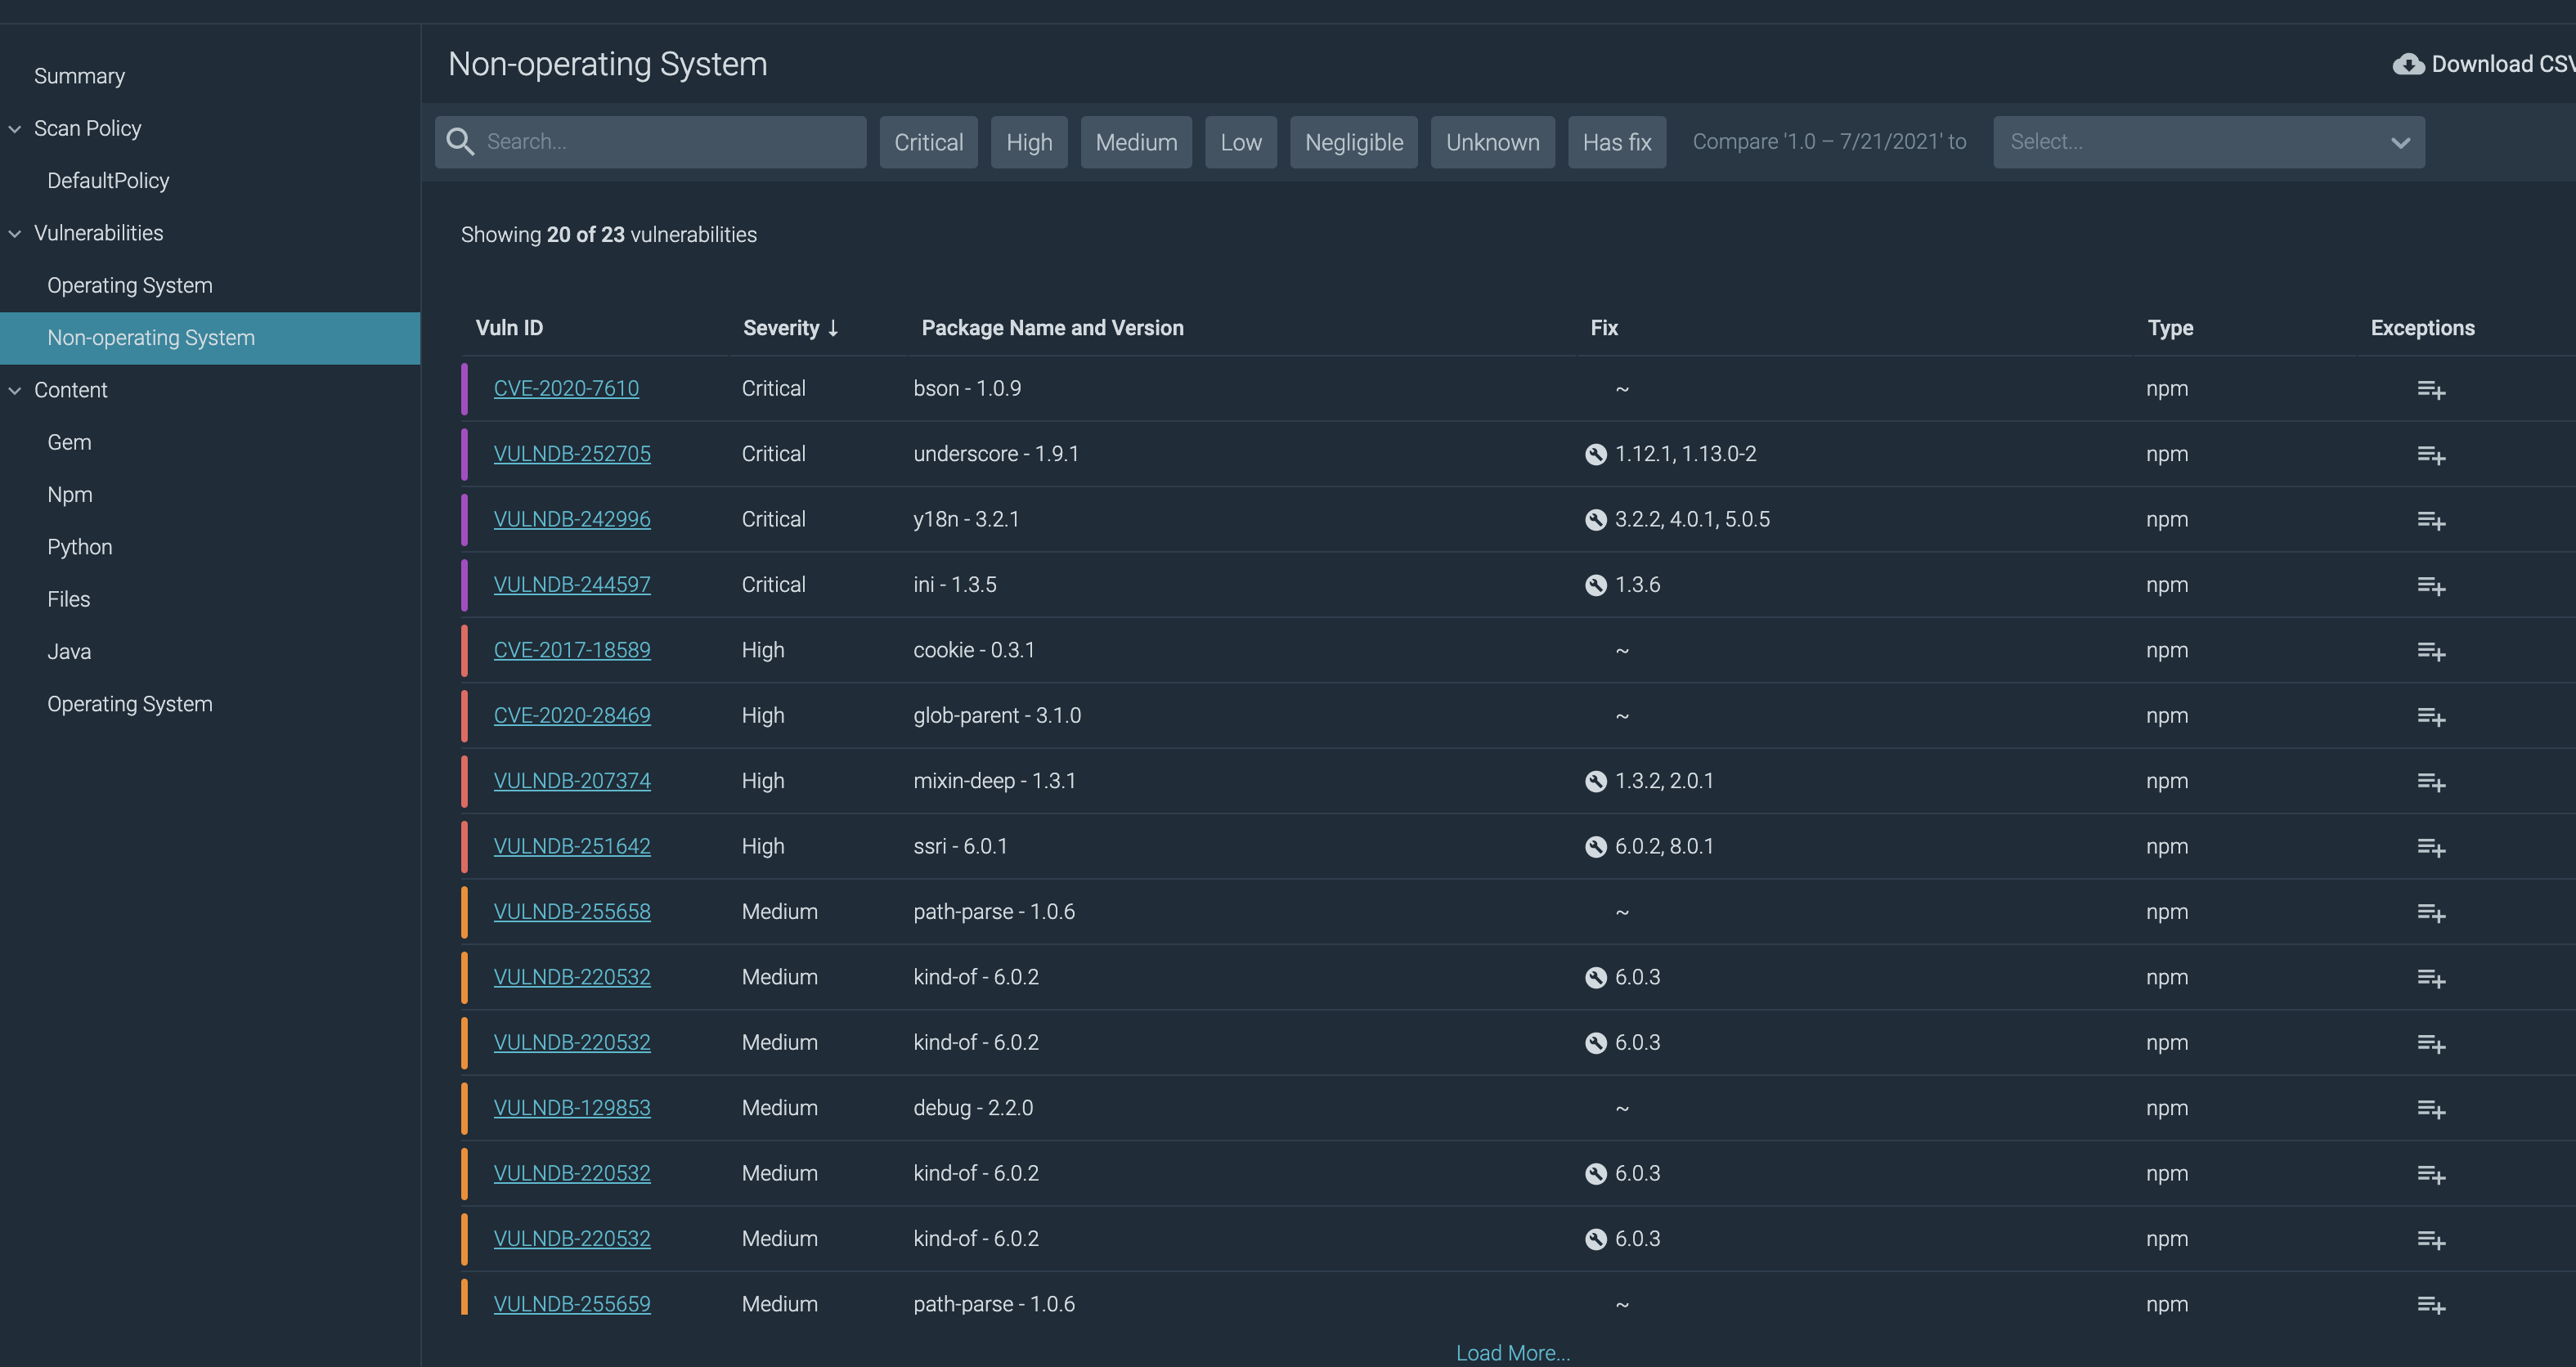 Summary
Scan Policy
DefaultPolicy
Vulnerabilities
Operating System
Non-operating System
Content
Gem
Npm
Python
Files
Java
Operating System
Non-operating System
Download CSV
Search...
Critical
High
Medium
Low
Negligible
Unknown
Has fix
Compare '1.0 – 7/21/2021' to
Select...
Showing 20 of 23 vulnerabilities
Vuln ID Severity ↓ Package Name and Version Fix Type Exceptions
CVE-2020-7610 Critical bson - 1.0.9 ~ npm
VULNDB-252705 Critical underscore - 1.9.1 1.12.1, 1.13.0-2 npm
VULNDB-242996 Critical y18n - 3.2.1 3.2.2, 4.0.1, 5.0.5 npm
VULNDB-244597 Critical ini - 1.3.5 1.3.6 npm
CVE-2017-18589 High cookie - 0.3.1 ~ npm
CVE-2020-28469 High glob-parent - 3.1.0 ~ npm
VULNDB-207374 High mixin-deep - 1.3.1 1.3.2, 2.0.1 npm
VULNDB-251642 High ssri - 6.0.1 6.0.2, 8.0.1 npm
VULNDB-255658 Medium path-parse - 1.0.6 ~ npm
VULNDB-220532 Medium kind-of - 6.0.2 6.0.3 npm
VULNDB-220532 Medium kind-of - 6.0.2 6.0.3 npm
VULNDB-129853 Medium debug - 2.2.0 ~ npm
VULNDB-220532 Medium kind-of - 6.0.2 6.0.3 npm
VULNDB-220532 Medium kind-of - 6.0.2 6.0.3 npm
VULNDB-255659 Medium path-parse - 1.0.6 ~ npm
Load More...